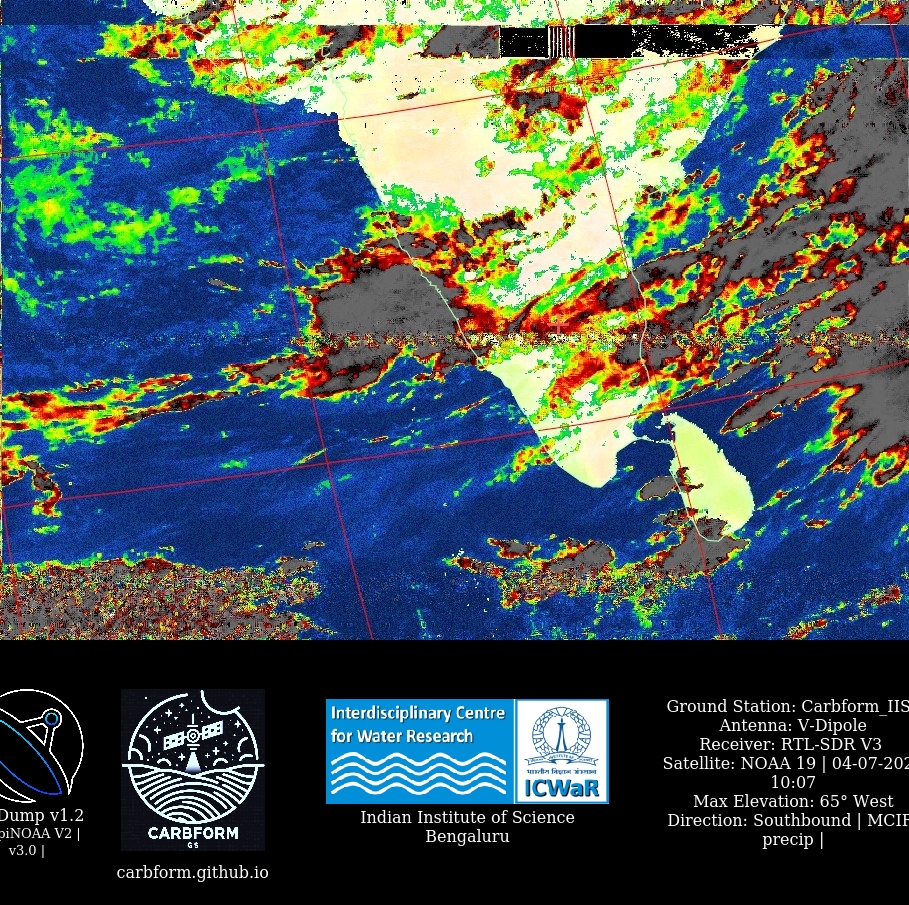 Dump v1.2
piNOAA V2 |
v3.0 |
CARBFORM
GS
carbform.github.io
Interdisciplinary Centre
for Water Research
ICWaR
Indian Institute of Science
Bengaluru
Ground Station: Carbform_IIS
Antenna: V-Dipole
Receiver: RTL-SDR V3
Satellite: NOAA 19 | 04-07-202
10:07
Max Elevation: 65° West
Direction: Southbound | MCIR
precip |